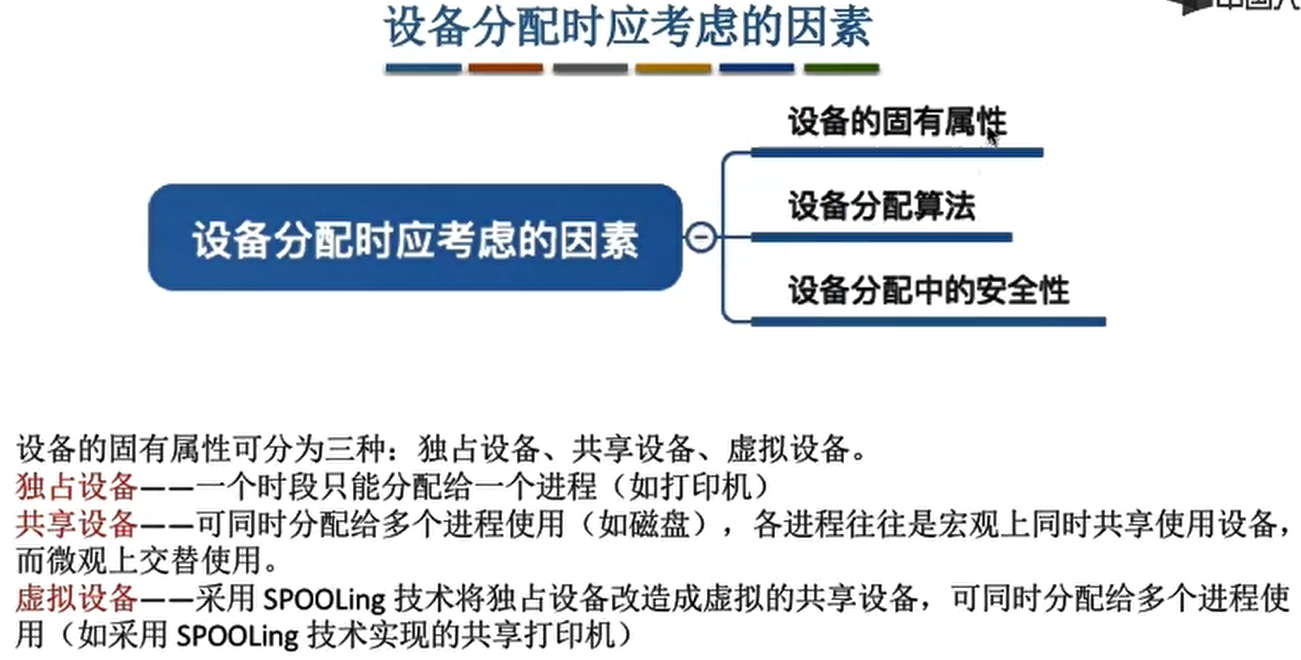 设备分配时应考虑的因素
设备的固有属性
设备分配算法
设备分配时应考虑的因素
设备分配中的安全性
设备的固有属性可分为三种：独占设备、共享设备、虚拟设备。
独占设备——一个时段只能分配给一个进程（如打印机）
共享设备——可同时分配给多个进程使用（如磁盘），各进程往往是宏观上同时共享使用设备，
而微观上交替使用。
虚拟设备——采用 SPOOLing 技术将独占设备改造成虚拟的共享设备，可同时分配给多个进程使
用（如采用 SPOOLing 技术实现的共享打印机）